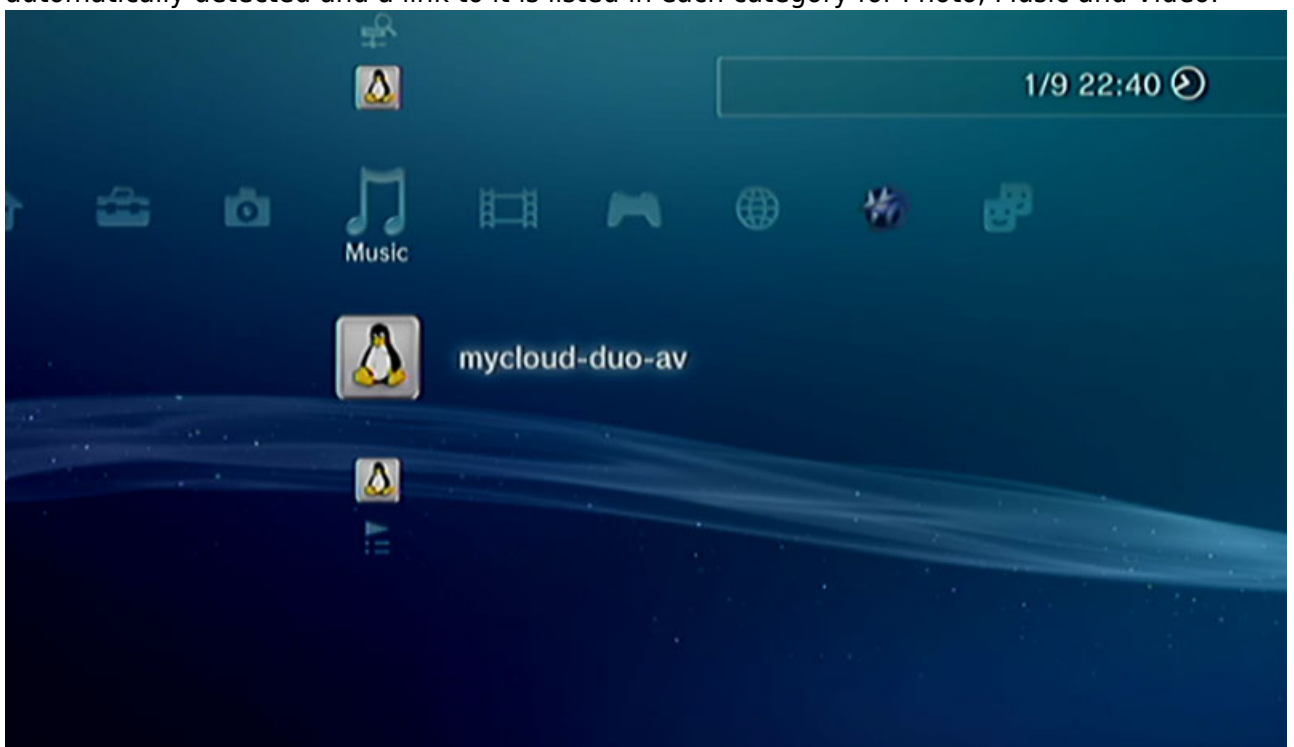 automatically detected and a link to it is listed in each category for Photo, Music and Video.
1/9 22:40
Music
mycloud-duo-av